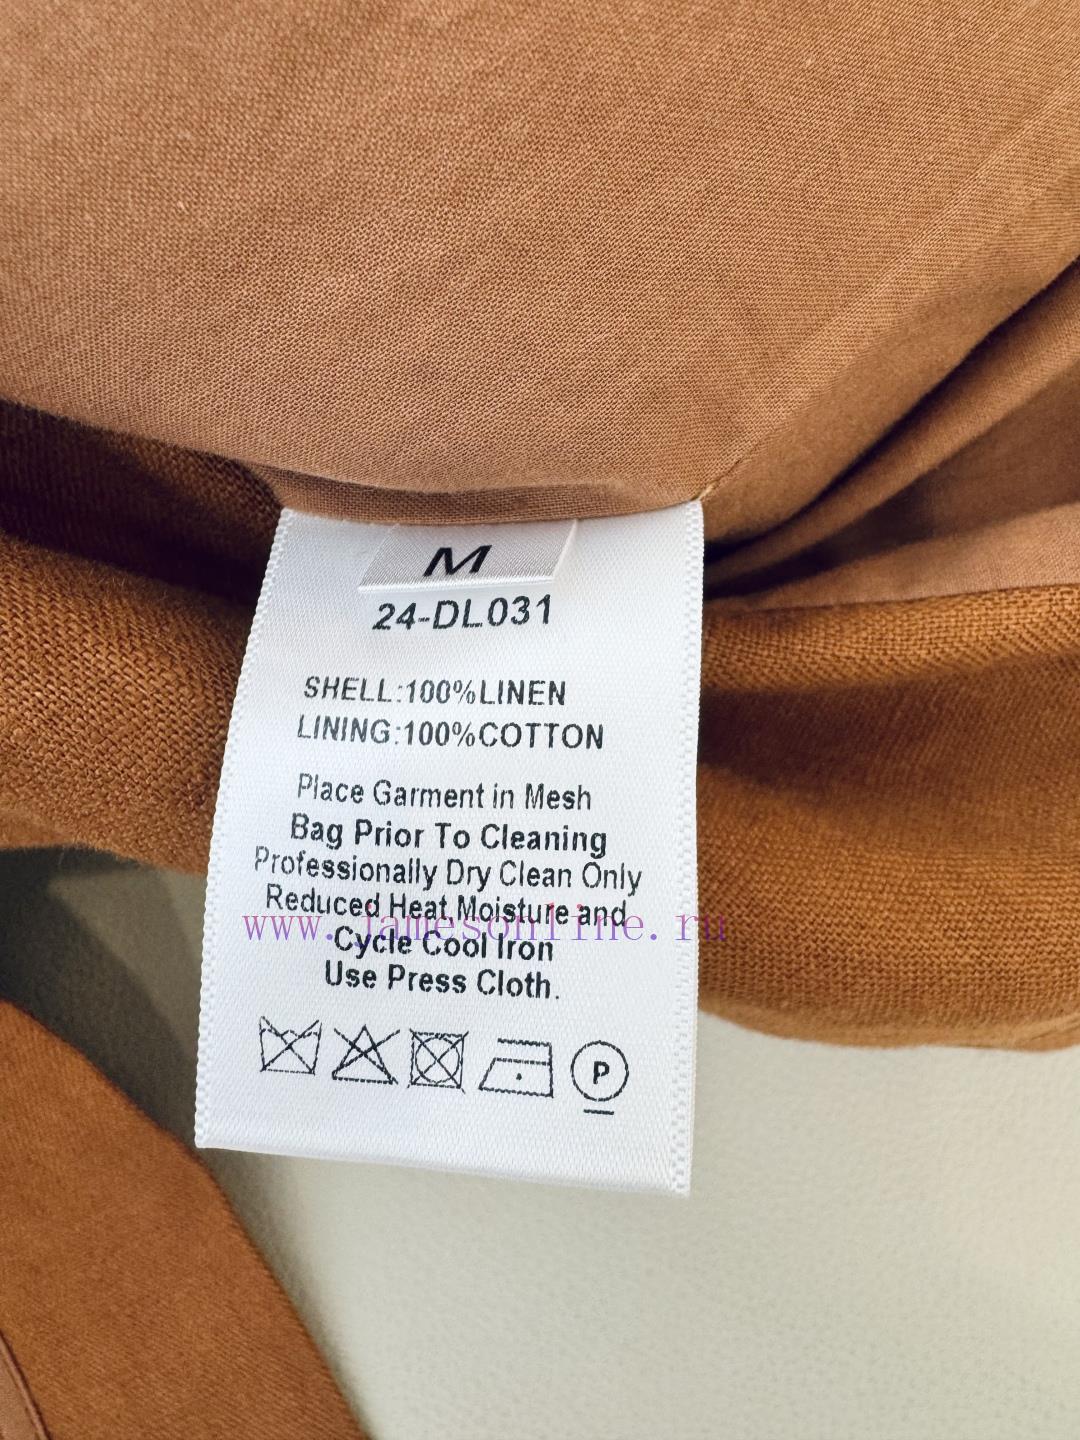 M
24-DL031
SHELL:100%LINEN
LINING:100%COTTON
Place Garment in Mesh
Bag Prior To Cleaning
Professionally Dry Clean Only
Reduced Heat Moisture and
www.jamesonline.ru
Cycle Cool Iron
Use Press Cloth.
P